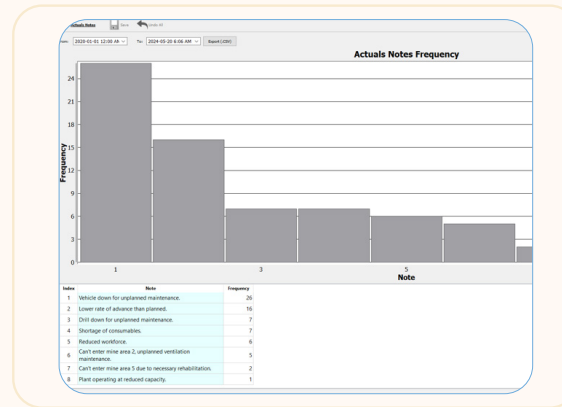 Actuals Notes Save Undo All
2020-01-01 12:00 AM To: 2024-05-20 6:06 AM Export (.CSV)
Actuals Notes Frequency
24
21
18
15
12
9
6
3
0
Frequency
1 3 5
Note
Index Note Frequency
1 Vehicle down for unplanned maintenance. 26
2 Lower rate of advance than planned. 16
3 Drill down for unplanned maintenance. 7
4 Shortage of consumables. 7
5 Reduced workforce. 6
6 Can't enter mine area 2, unplanned ventilation
maintenance. 5
7 Can't enter mine area 5 due to necessary rehabilitation. 2
8 Plant operating at reduced capacity. 1